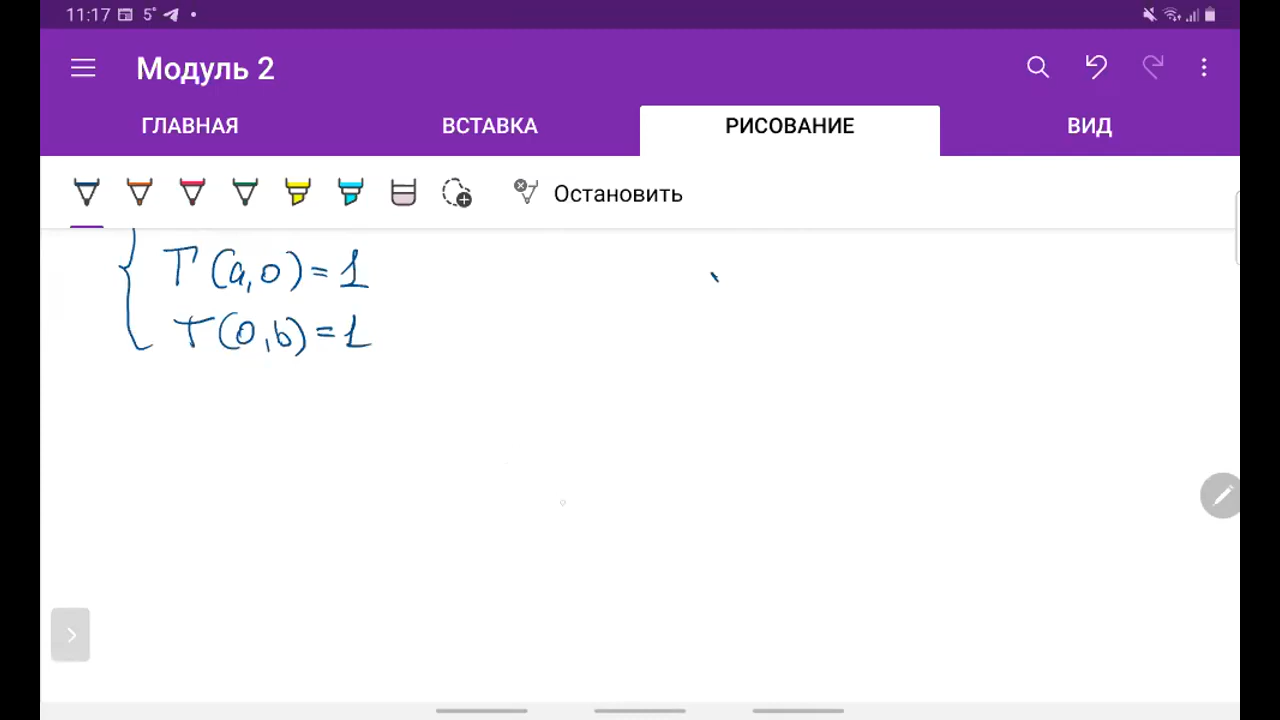 11:17 5°
Модуль 2
ГЛАВНАЯ ВСТАВКА РИСОВАНИЕ ВИД
Остановить
T(a,0)=1
T(0,b)=1